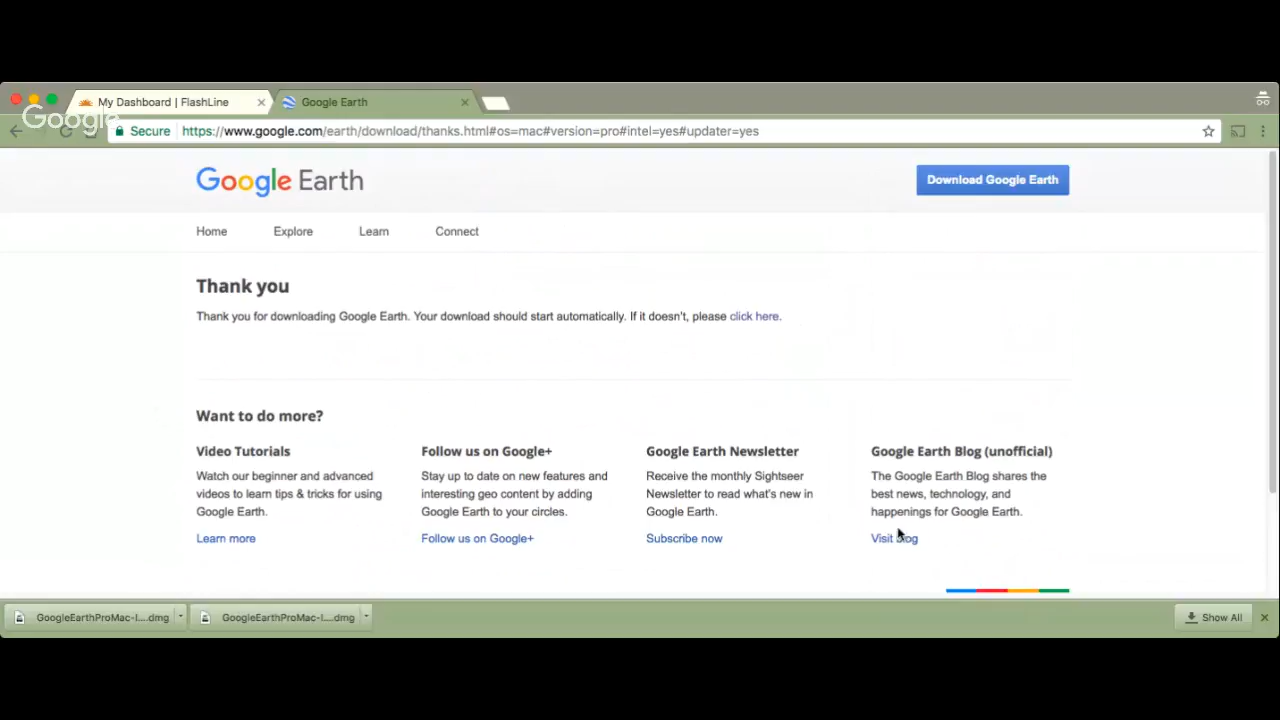 My Dashboard | FlashLine
Google Earth
Google
Secure https://www.google.com/earth/download/thanks.html#os=mac#version=pro#intel=yes#updater=yes
Google Earth
Download Google Earth
Home Explore Learn Connect
Thank you
Thank you for downloading Google Earth. Your download should start automatically. If it doesn't, please click here.
Want to do more?
Video Tutorials
Watch our beginner and advanced
videos to learn tips & tricks for using
Google Earth.
Learn more
Follow us on Google+
Stay up to date on new features and
interesting geo content by adding
Google Earth to your circles.
Follow us on Google+
Google Earth Newsletter
Receive the monthly Sightseer
Newsletter to read what's new in
Google Earth.
Subscribe now
Google Earth Blog (unofficial)
The Google Earth Blog shares the
best news, technology, and
happenings for Google Earth.
Visit blog
GoogleEarthProMac-I....dmg
GoogleEarthProMac-I....dmg
Show All